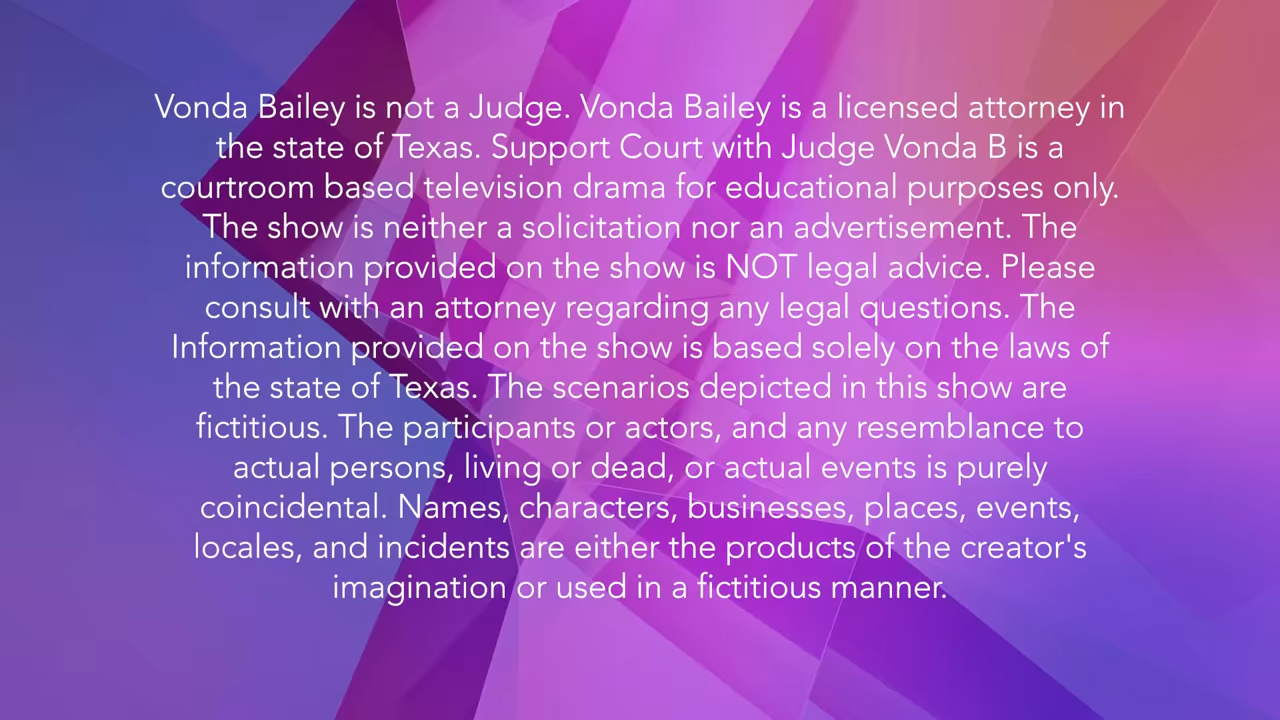 Vonda Bailey is not a Judge. Vonda Bailey is a licensed attorney in
the state of Texas. Support Court with Judge Vonda B is a
courtroom based television drama for educational purposes only.
The show is neither a solicitation nor an advertisement. The
information provided on the show is NOT legal advice. Please
consult with an attorney regarding any legal questions. The
Information provided on the show is based solely on the laws of
the state of Texas. The scenarios depicted in this show are
fictitious. The participants or actors, and any resemblance to
actual persons, living or dead, or actual events is purely
coincidental. Names, characters, businesses, places, events,
locales, and incidents are either the products of the creator's
imagination or used in a fictitious manner.